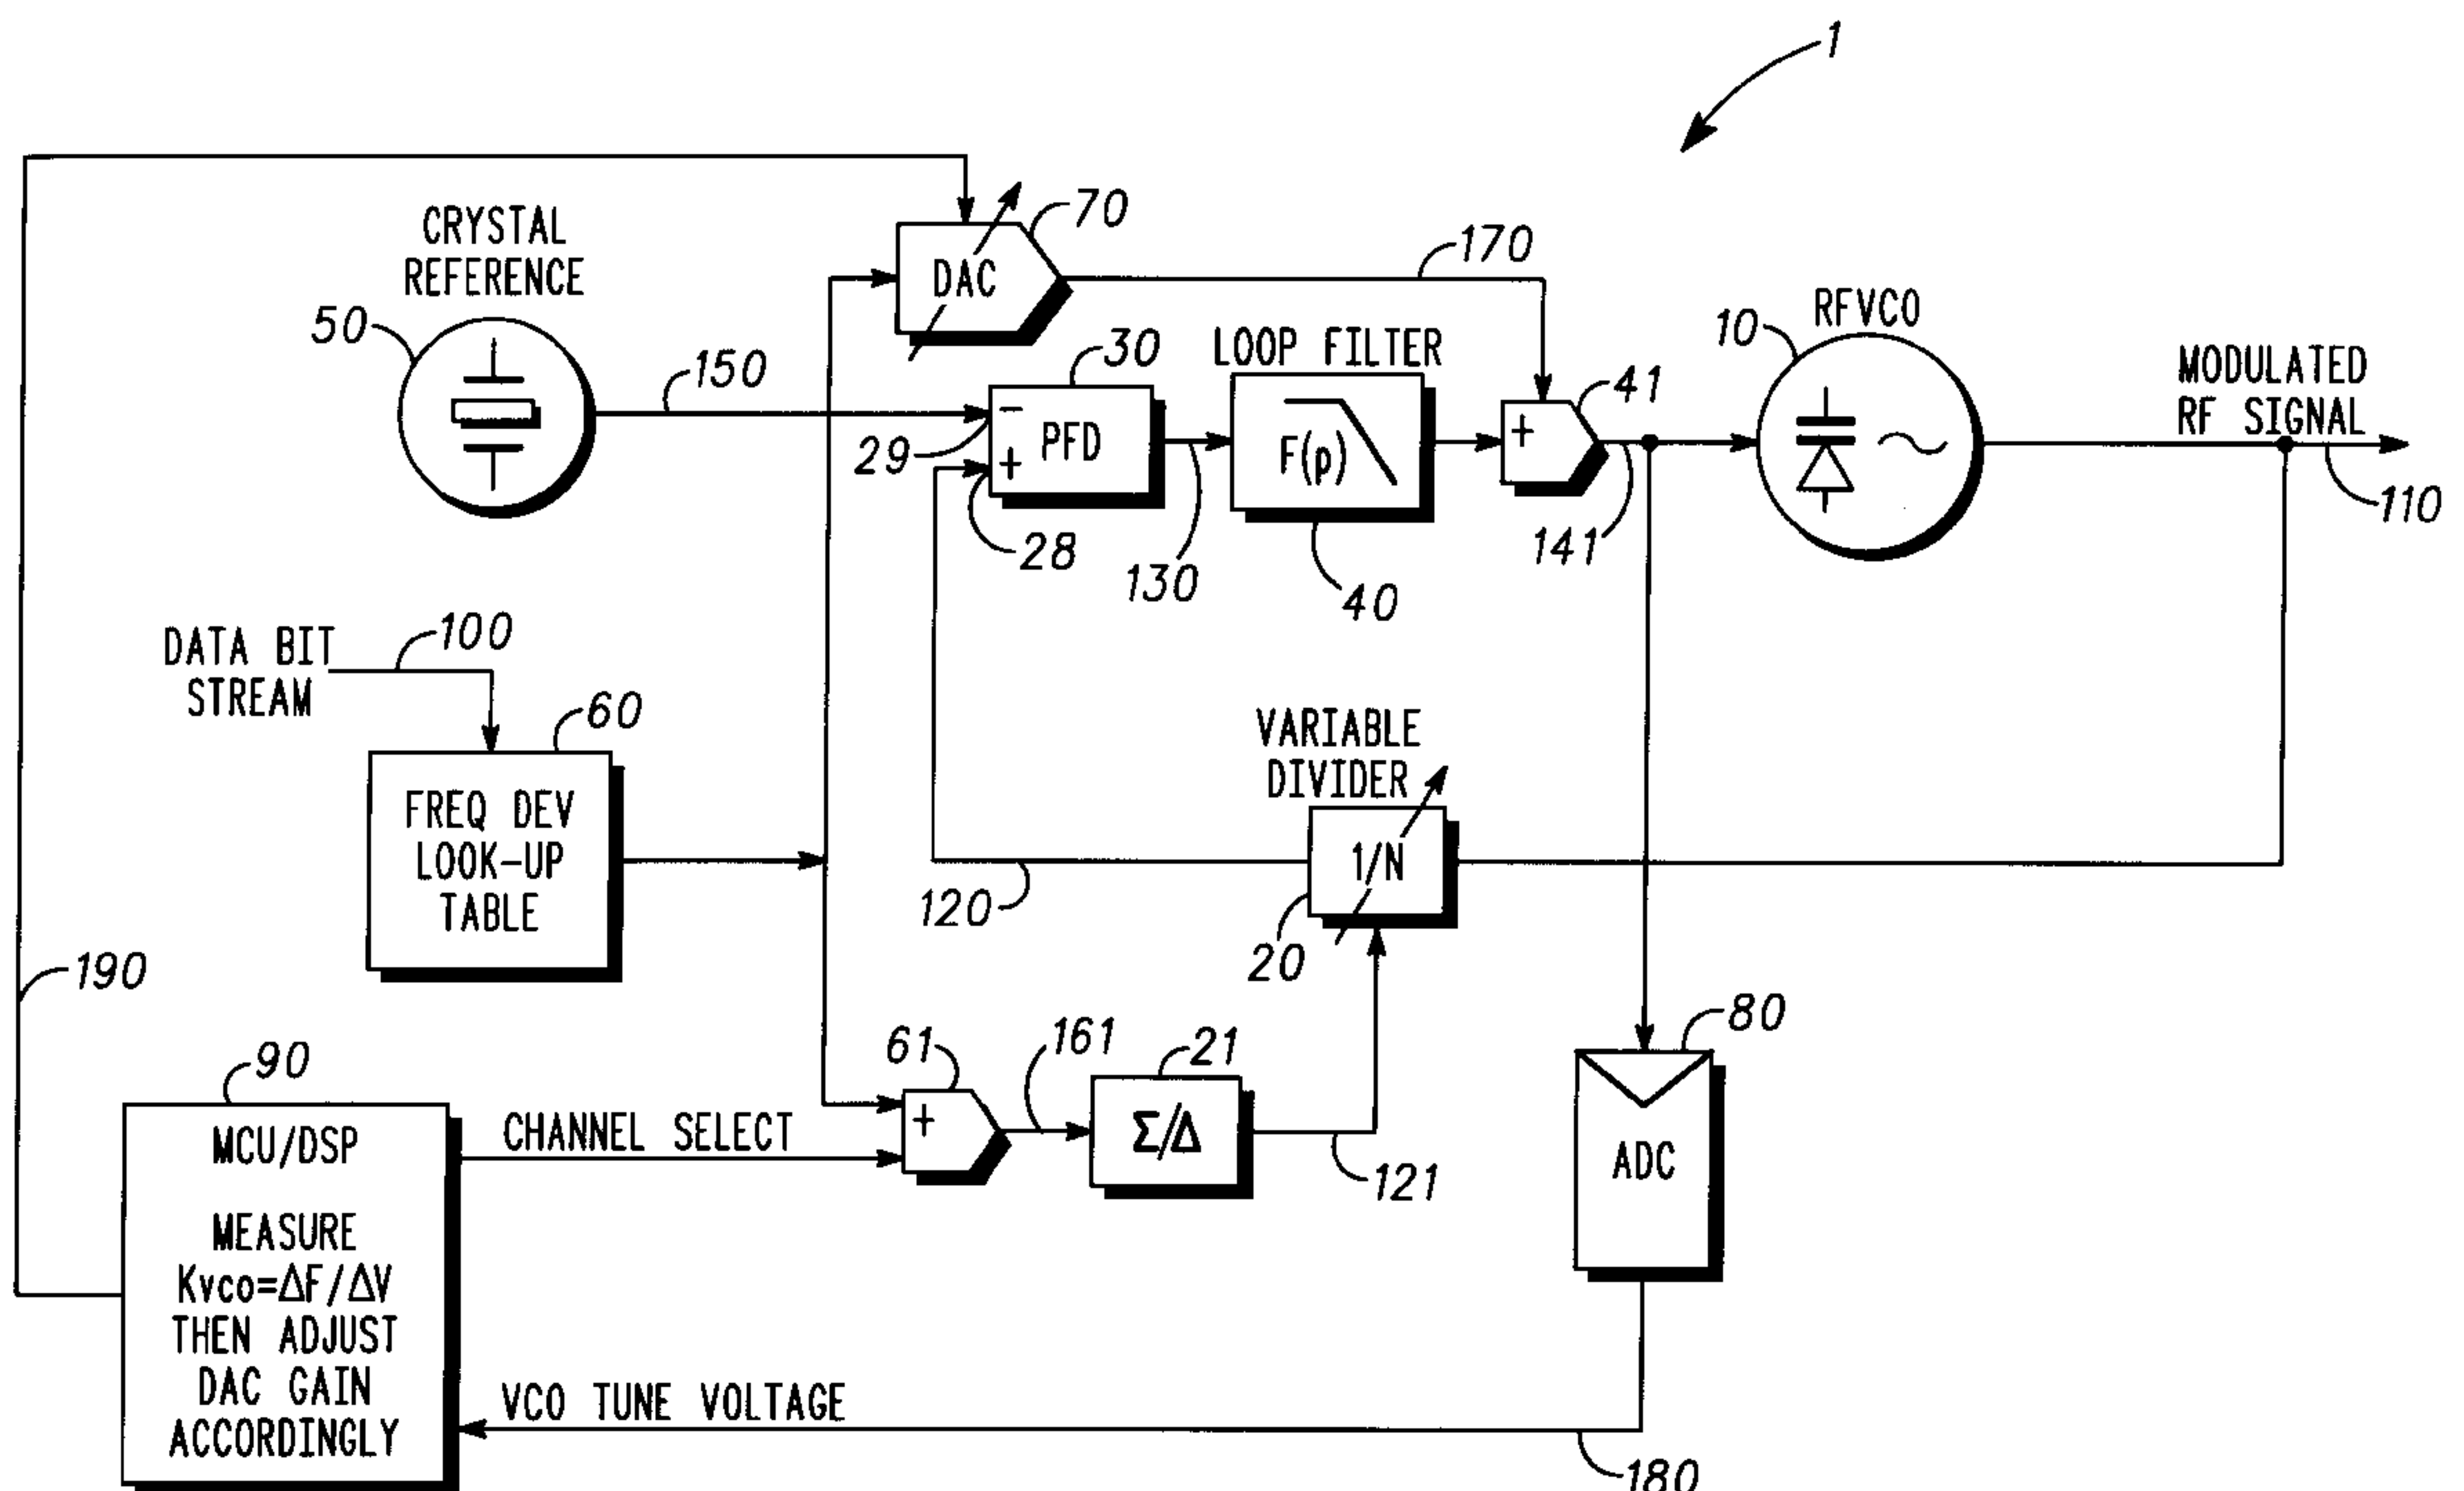 1
CRYSTAL
REFERENCE
50
150
70
DAC
170
30
29
−
+
PFD
28
130
LOOP FILTER
F(p)
40
+
41
141
RFVCO
10
MODULATED
RF SIGNAL
110
DATA BIT
STREAM
100
60
FREQ DEV
LOOK-UP
TABLE
VARIABLE
DIVIDER
1/N
120
20
190
90
MCU/DSP
MEASURE
Kvco=ΔF/ΔV
THEN ADJUST
DAC GAIN
ACCORDINGLY
CHANNEL SELECT
61
+
161
21
Σ/Δ
121
80
ADC
VCO TUNE VOLTAGE
180